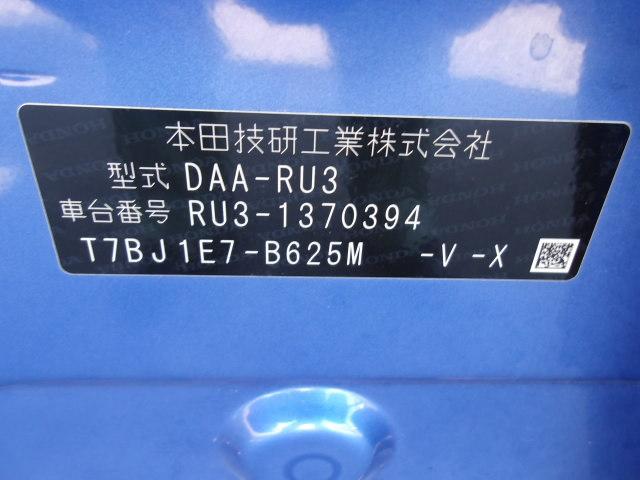 本田技研工業株式会社
型式 DAA-RU3
車台番号 RU3-1370394
T7BJ1E7-B625M -V -X